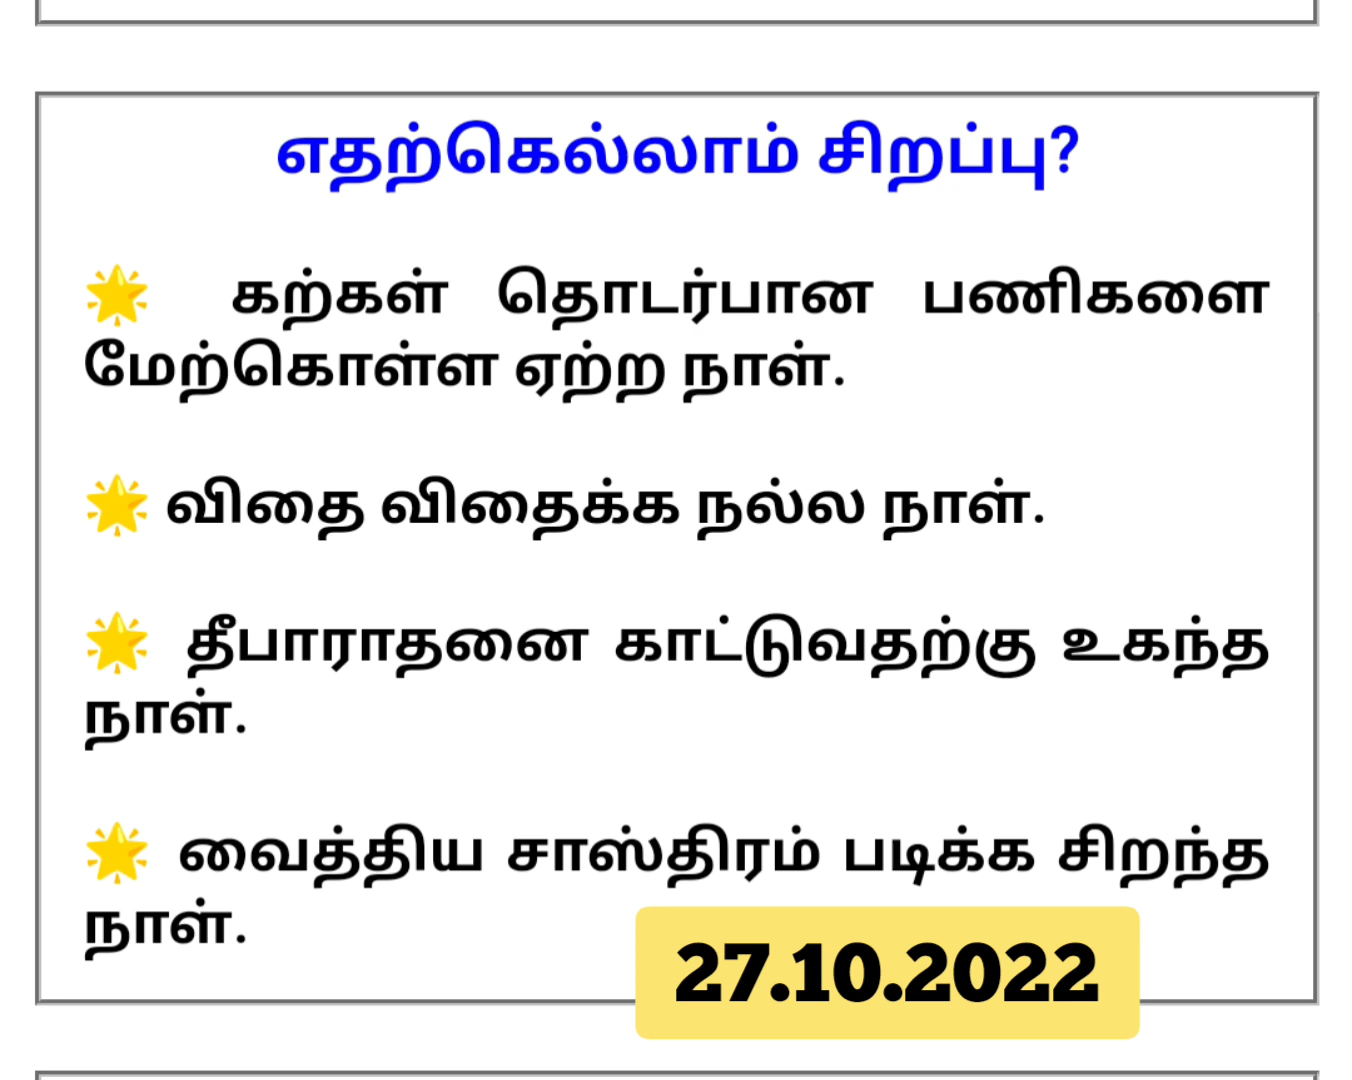 எதற்கெல்லாம் சிறப்பு?
🌟 கற்கள் தொடர்பான பணிகளை
மேற்கொள்ள ஏற்ற நாள்.
🌟 விதை விதைக்க நல்ல நாள்.
🌟 தீபாராதனை காட்டுவதற்கு உகந்த
நாள்.
🌟 வைத்திய சாஸ்திரம் படிக்க சிறந்த
நாள்.
27.10.2022